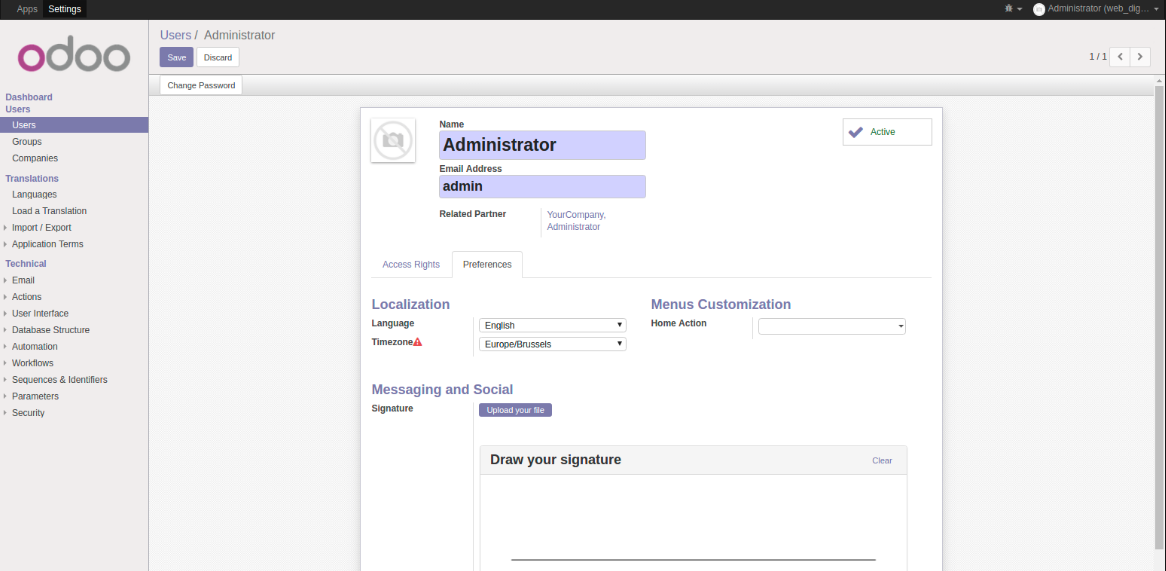 Apps Settings
Administrator (web_dig...
odoo
Users / Administrator
Save Discard
1 / 1
Change Password
Dashboard
Users
Users
Groups
Companies
Translations
Languages
Load a Translation
Import / Export
Application Terms
Technical
Email
Actions
User Interface
Database Structure
Automation
Workflows
Sequences & Identifiers
Parameters
Security
Name
Administrator
Active
Email Address
admin
Related Partner
YourCompany,
Administrator
Access Rights Preferences
Localization
Language English
Timezone Europe/Brussels
Menus Customization
Home Action
Messaging and Social
Signature Upload your file
Draw your signature Clear